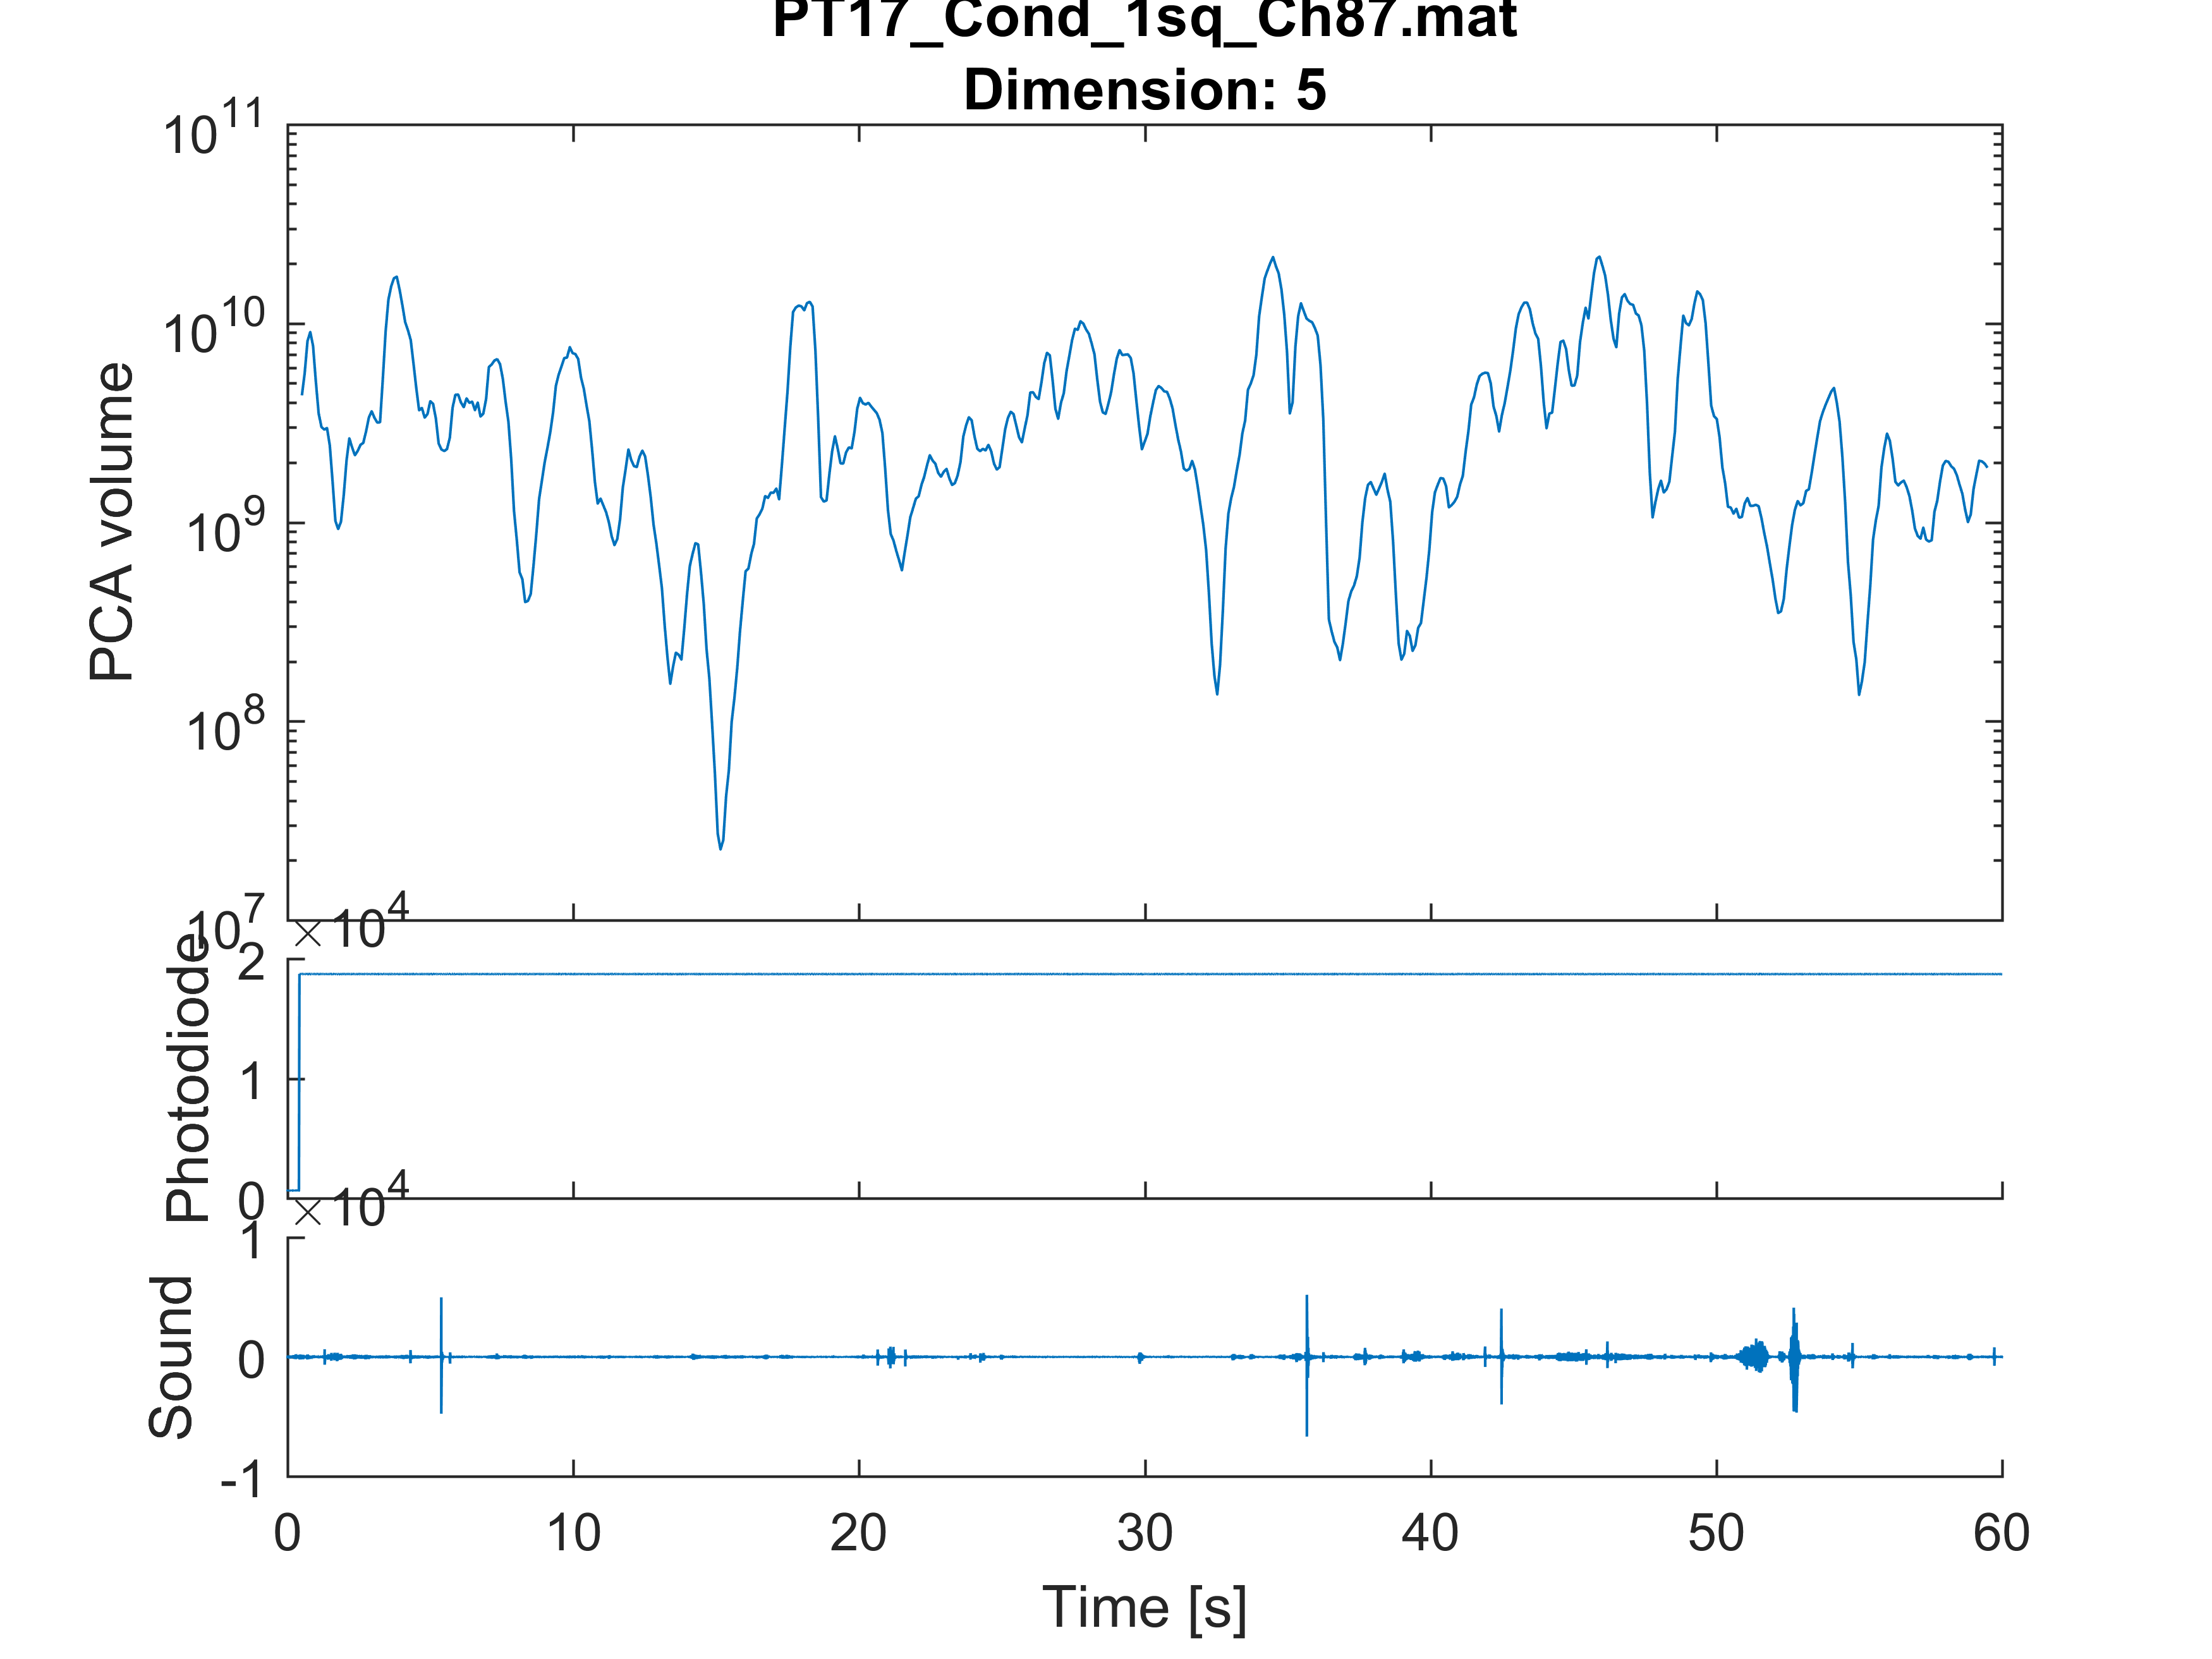 PT17_Cond_1sq_Ch87.mat
Dimension: 5
10^11
10^10
10^9
10^8
10^7
PCA volume
× 10^4
2
1
0
Photodiode
× 10^4
1
0
-1
Sound
0 10 20 30 40 50 60
Time [s]